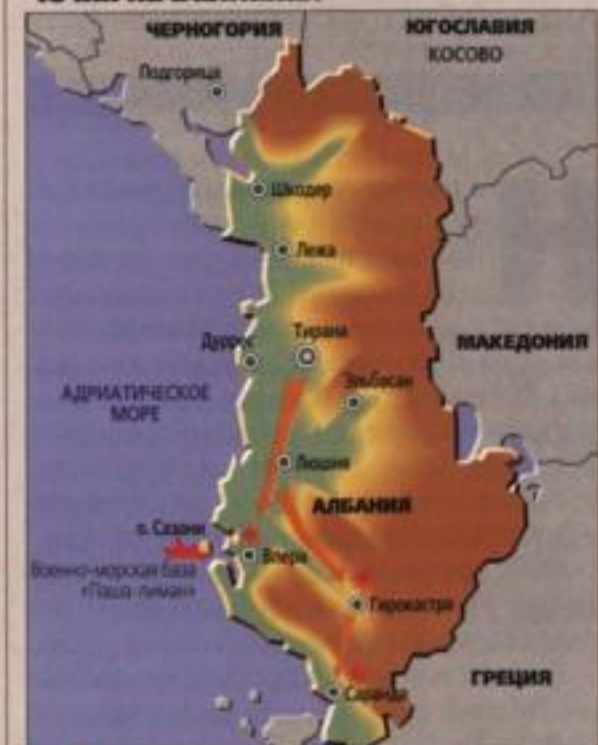 ЧЕРНОГОРИЯ
ЮГОСЛАВИЯ
КОСОВО
Подгорица
Шкодер
Лежа
Тирана
Дуррес
МАКЕДОНИЯ
Эльбасан
АДРИАТИЧЕСКОЕ
МОРЕ
Люшня
АЛБАНИЯ
о. Сазани
Влера
Военно-морская база
«Паша-лиман»
Гирокастра
ГРЕЦИЯ
Саранда